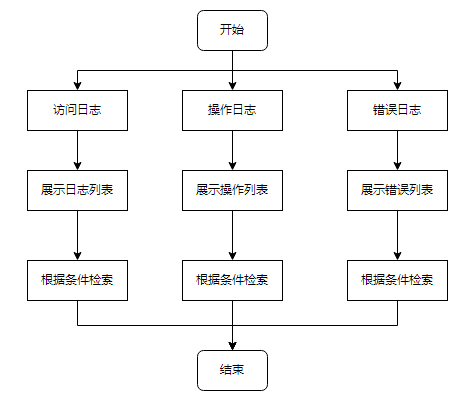 开始
访问日志
操作日志
错误日志
展示日志列表
展示操作列表
展示错误列表
根据条件检索
根据条件检索
根据条件检索
结束